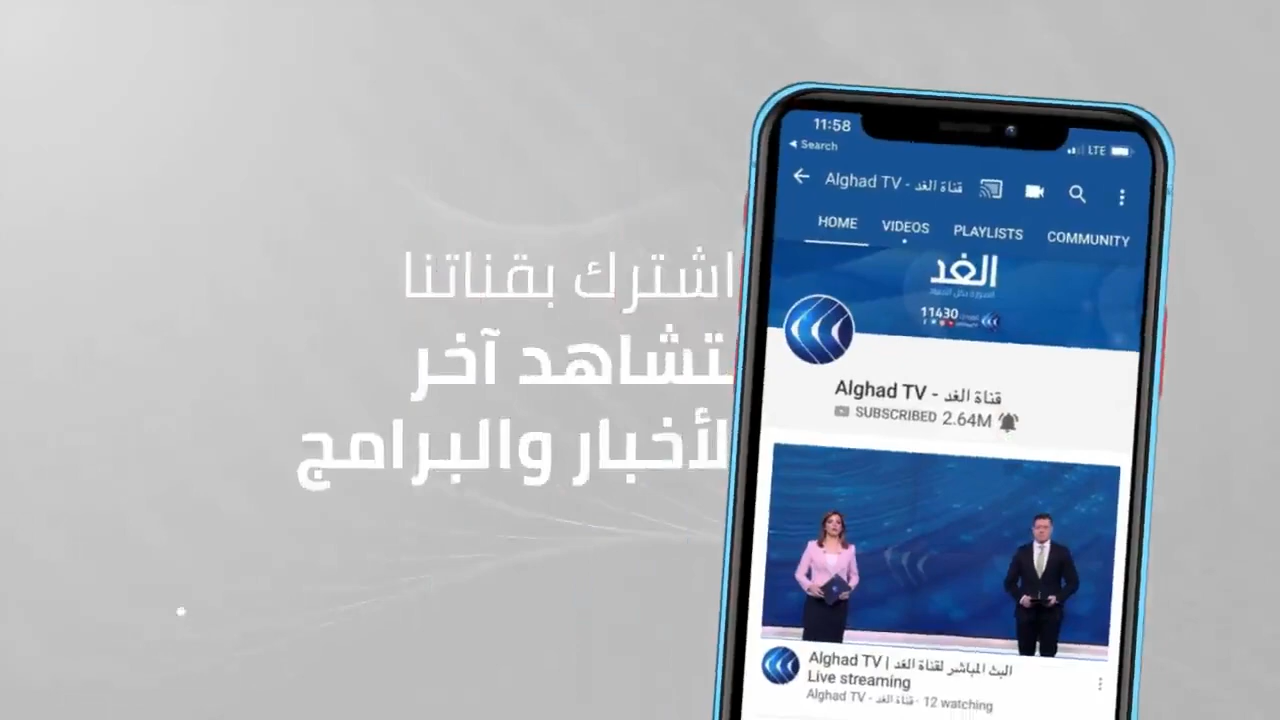 اشترك بقناتنا
لتشاهد آخر
الأخبار والبرامج
11:58
Search
LTE
Alghad TV - قناة الغد
HOME VIDEOS PLAYLISTS COMMUNITY
الغد
11430
Alghad TV - قناة الغد
SUBSCRIBED 2.64M
Alghad TV | البث المباشر لقناة الغد
Live streaming
Alghad TV - قناة الغد · 12 watching